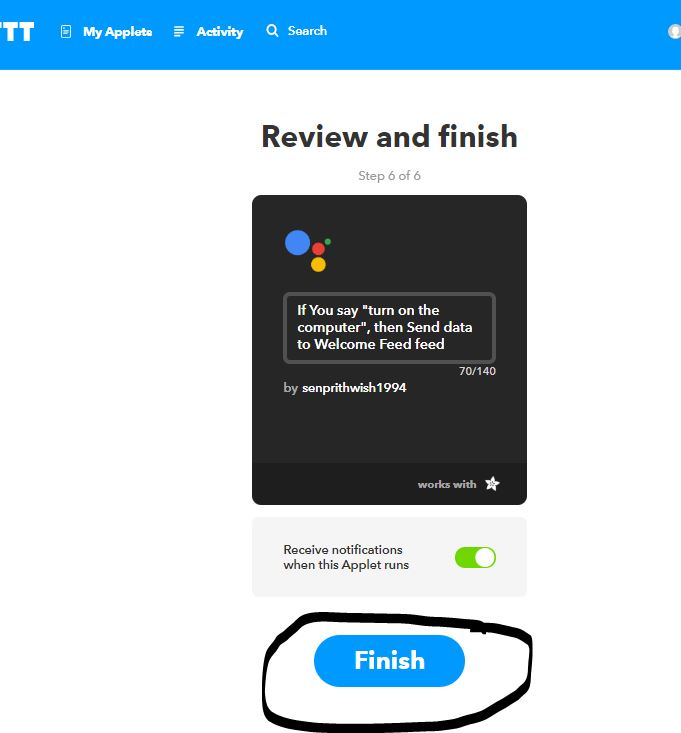 TTT My Applets Activity Search
Review and finish
Step 6 of 6
If You say "turn on the
computer", then Send data
to Welcome Feed feed
70/140
by senprithwish1994
works with
Receive notifications
when this Applet runs
Finish